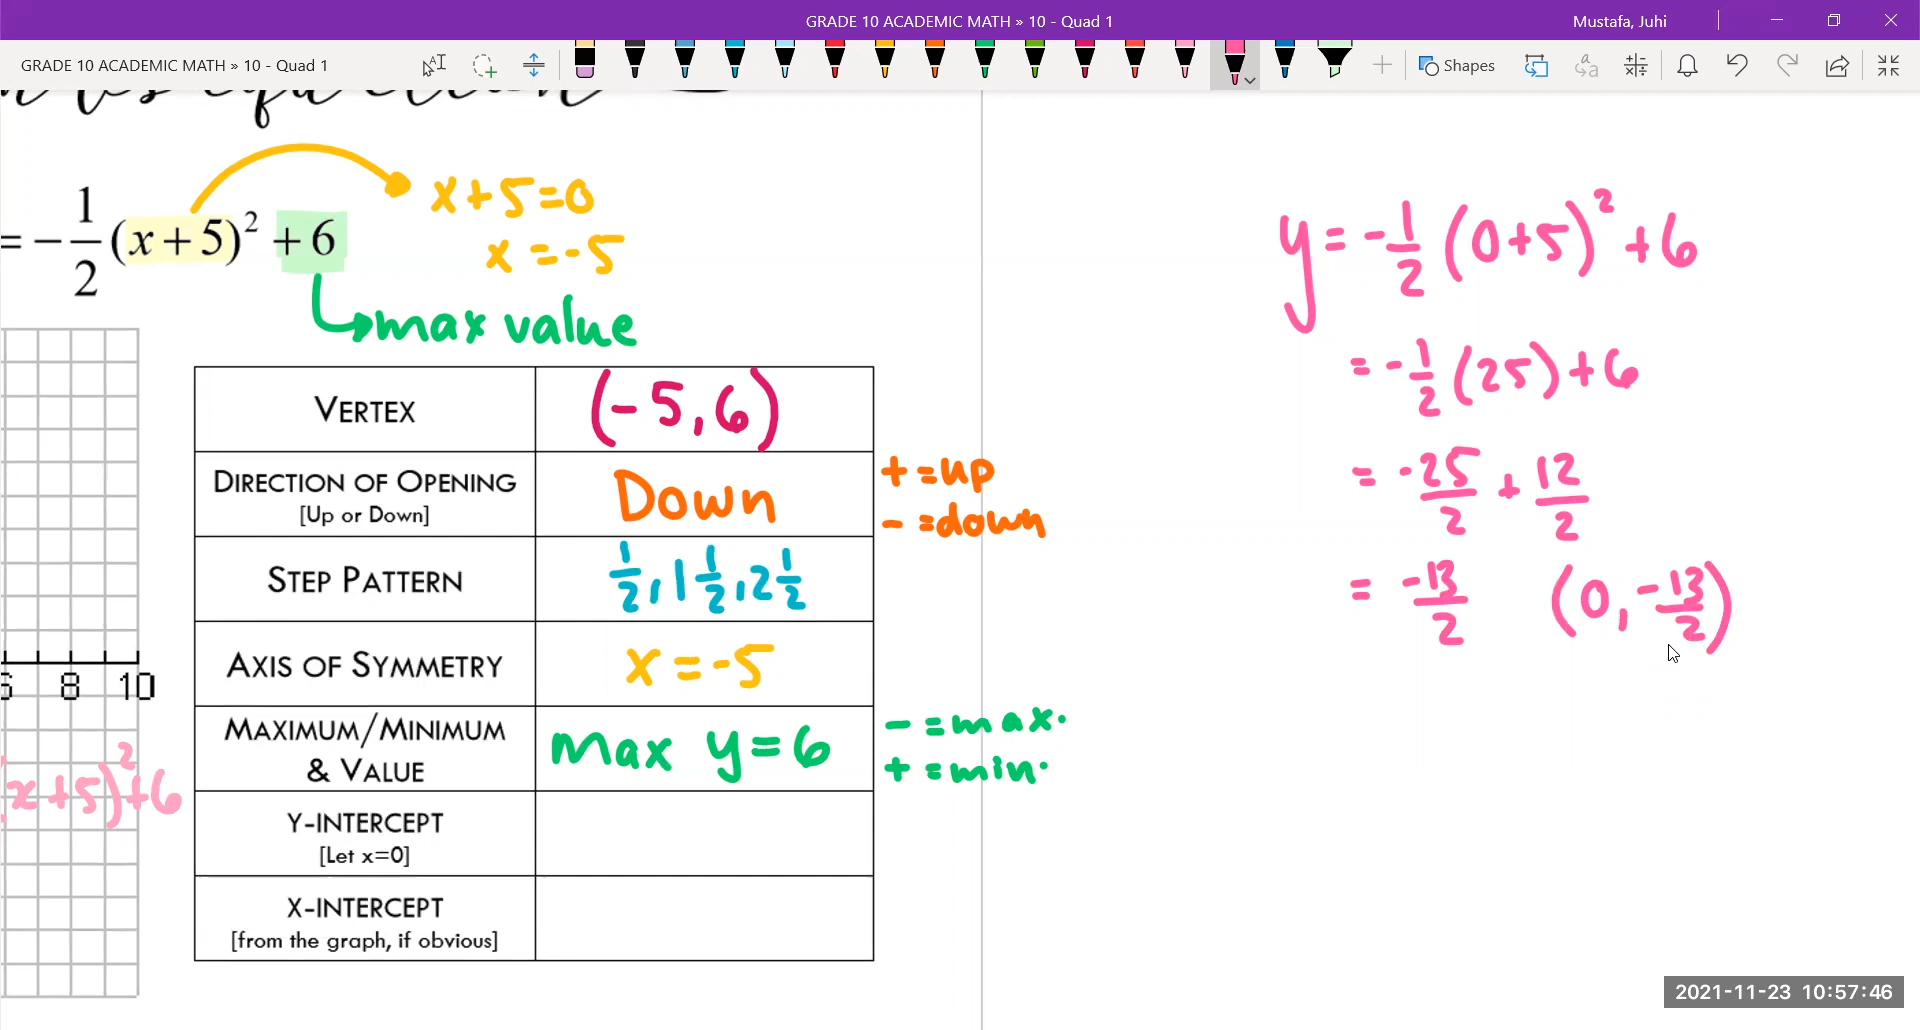 GRADE 10 ACADEMIC MATH » 10 - Quad 1
Mustafa, Juhi
GRADE 10 ACADEMIC MATH » 10 - Quad 1
Shapes
= -1/2 (x + 5)² + 6
x + 5 = 0
x = -5
max value
VERTEX
(-5, 6)
DIRECTION OF OPENING
[Up or Down]
Down
+ = up
- = down
STEP PATTERN
1/2, 1 1/2, 2 1/2
AXIS OF SYMMETRY
x = -5
MAXIMUM/MINIMUM
& VALUE
max y = 6
- = max.
+ = min.
Y-INTERCEPT
[Let x=0]
X-INTERCEPT
[from the graph, if obvious]
6 8 10
(x+5)²+6
y = -1/2 (0+5)² + 6
= -1/2 (25) + 6
= -25/2 + 12/2
= -13/2 (0, -13/2)
2021-11-23 10:57:46